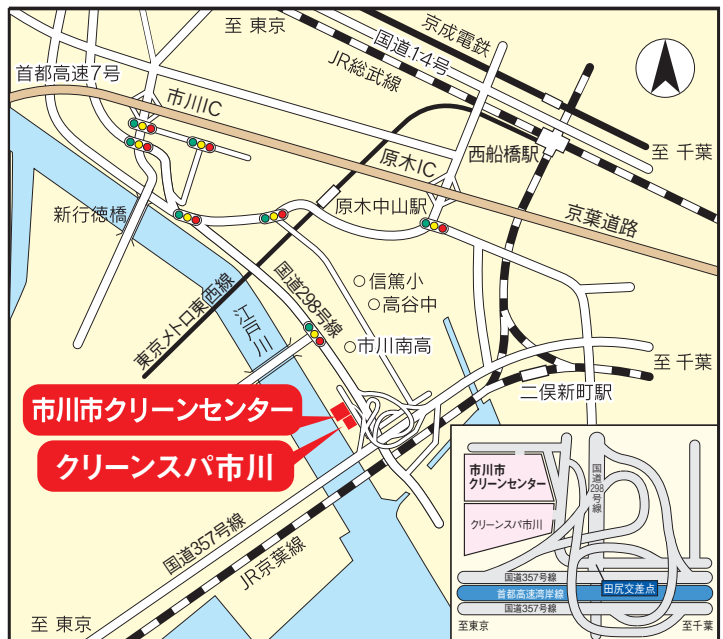 至 東京
京成電鉄
国道14号
JR総武線
首都高速7号
市川IC
原木IC
西船橋駅
至 千葉
新行徳橋
原木中山駅
京葉道路
信篤小
高谷中
国道298号線
東京メトロ東西線
江戸川
市川南高
至 千葉
二俣新町駅
市川市クリーンセンター
クリーンスパ市川
国道357号線
JR京葉線
至 東京
市川市
クリーンセンター
国道298号線
クリーンスパ市川
国道357号線
田尻交差点
首都高速湾岸線
国道357号線
至東京
至千葉